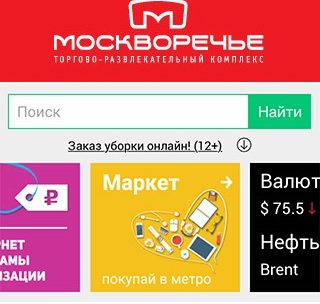 МОСКВОРЕЧЬЕ
ТОРГОВО-РАЗВЛЕКАТЕЛЬНЫЙ КОМПЛЕКС
Поиск
Найти
Заказ уборки онлайн! (12+)
₽
РНЕТ
АМЫ
ИЗАЦИИ
Маркет
покупай в метро
Валют
$ 75.5 ↓
Нефть
Brent